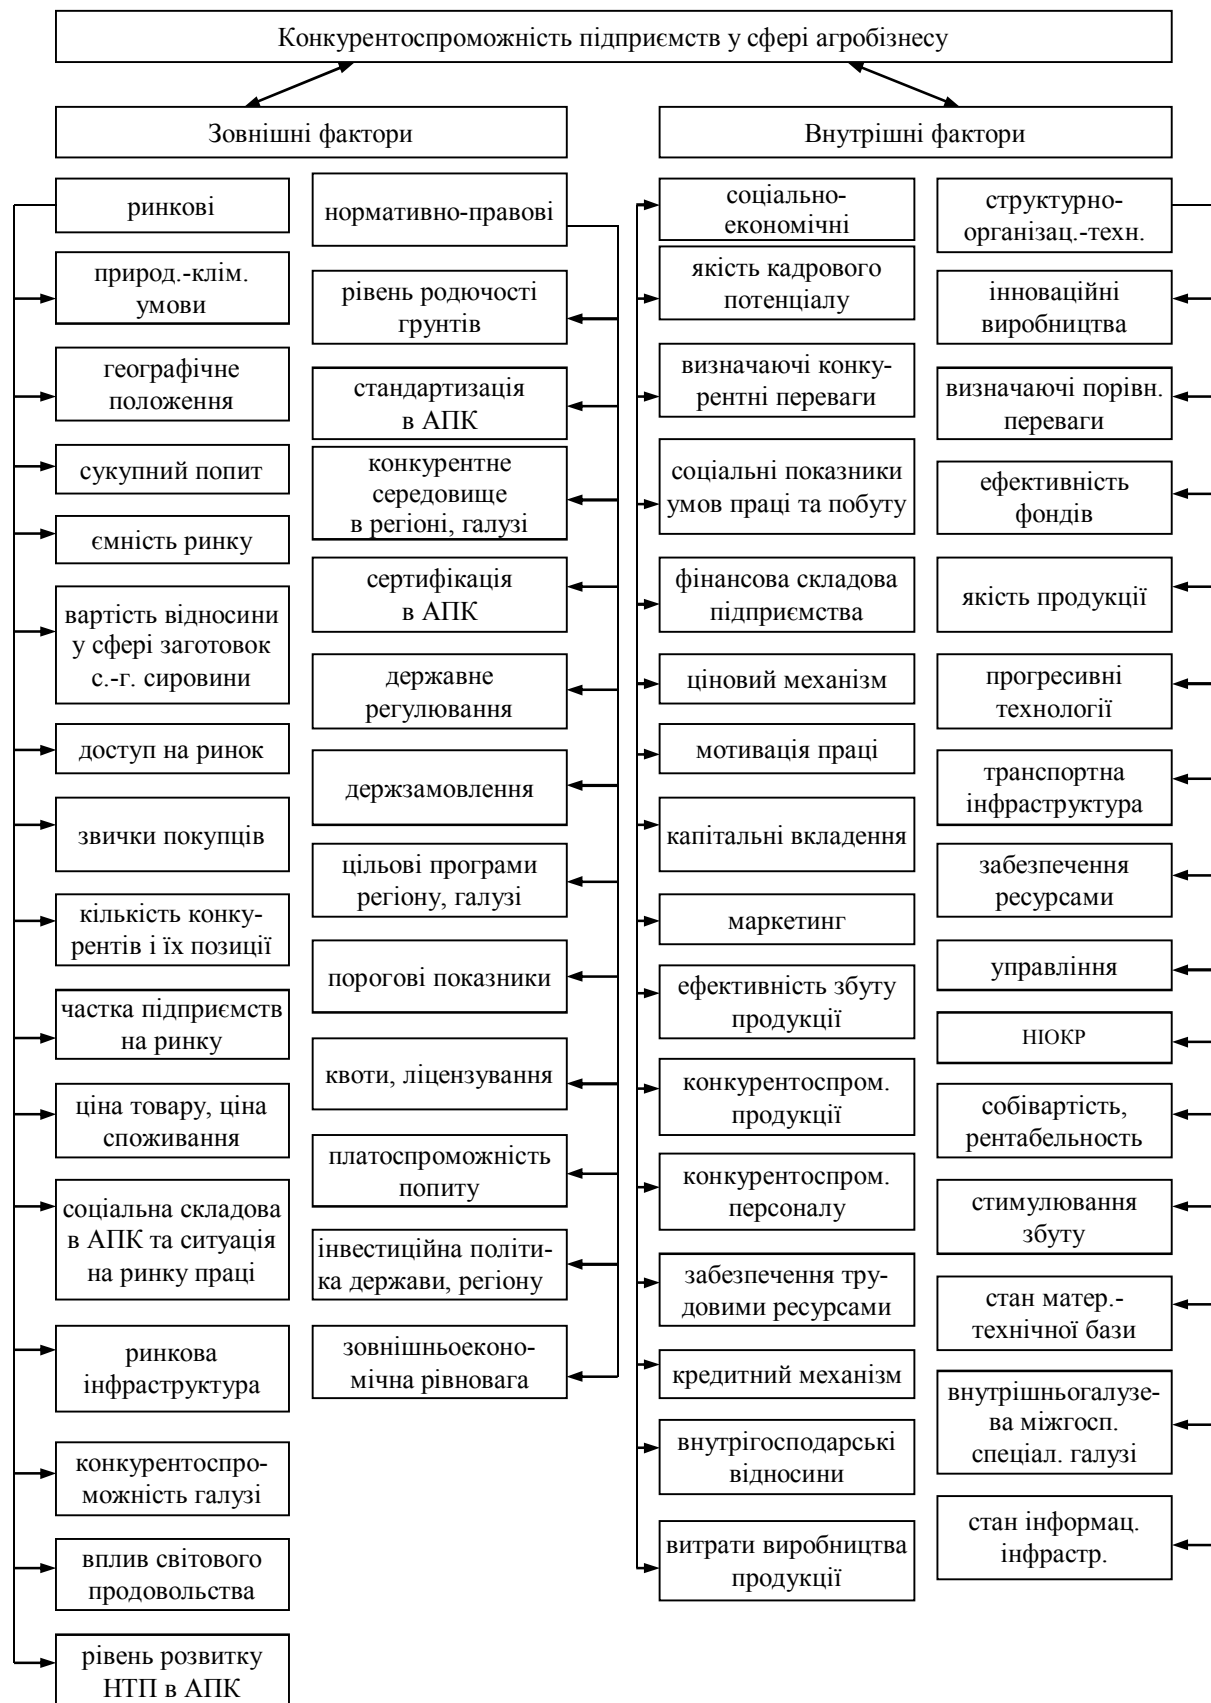 Конкурентоспроможність підприємств у сфері агробізнесу
Зовнішні фактори
ринкові
природ.-клім.
умови
географічне
положення
сукупний попит
ємність ринку
вартість відносини
у сфері заготовок
с.-г. сировини
доступ на ринок
звички покупців
кількість конку-
рентів і їх позиції
частка підприємств
на ринку
ціна товару, ціна
споживання
соціальна складова
в АПК та ситуація
на ринку праці
ринкова
інфраструктура
конкурентоспро-
можність галузі
вплив світового
продовольства
рівень розвитку
НТП в АПК
нормативно-правові
рівень родючості
грунтів
стандартизація
в АПК
конкурентне
середовище
в регіоні, галузі
сертифікація
в АПК
державне
регулювання
держзамовлення
цільові програми
регіону, галузі
порогові показники
квоти, ліцензування
платоспроможність
попиту
інвестиційна політи-
ка держави, регіону
зовнішньоеконо-
мічна рівновага
Внутрішні фактори
соціально-
економічні
якість кадрового
потенціалу
визначаючі конку-
рентні переваги
соціальні показники
умов праці та побуту
фінансова складова
підприємства
ціновий механізм
мотивація праці
капітальні вкладення
маркетинг
ефективність збуту
продукції
конкурентоспром.
продукції
конкурентоспром.
персоналу
забезпечення тру-
довими ресурсами
кредитний механізм
внутрігосподарські
відносини
витрати виробництва
продукції
структурно-
організац.-техн.
інноваційні
виробництва
визначаючі порівн.
переваги
ефективність
фондів
якість продукції
прогресивні
технології
транспортна
інфраструктура
забезпечення
ресурсами
управління
НІОКР
собівартість,
рентабельность
стимулювання
збуту
стан матер.-
технічної бази
внутрішньогалузе-
ва міжгосп.
спеціал. галузі
стан інформац.
інфрастр.